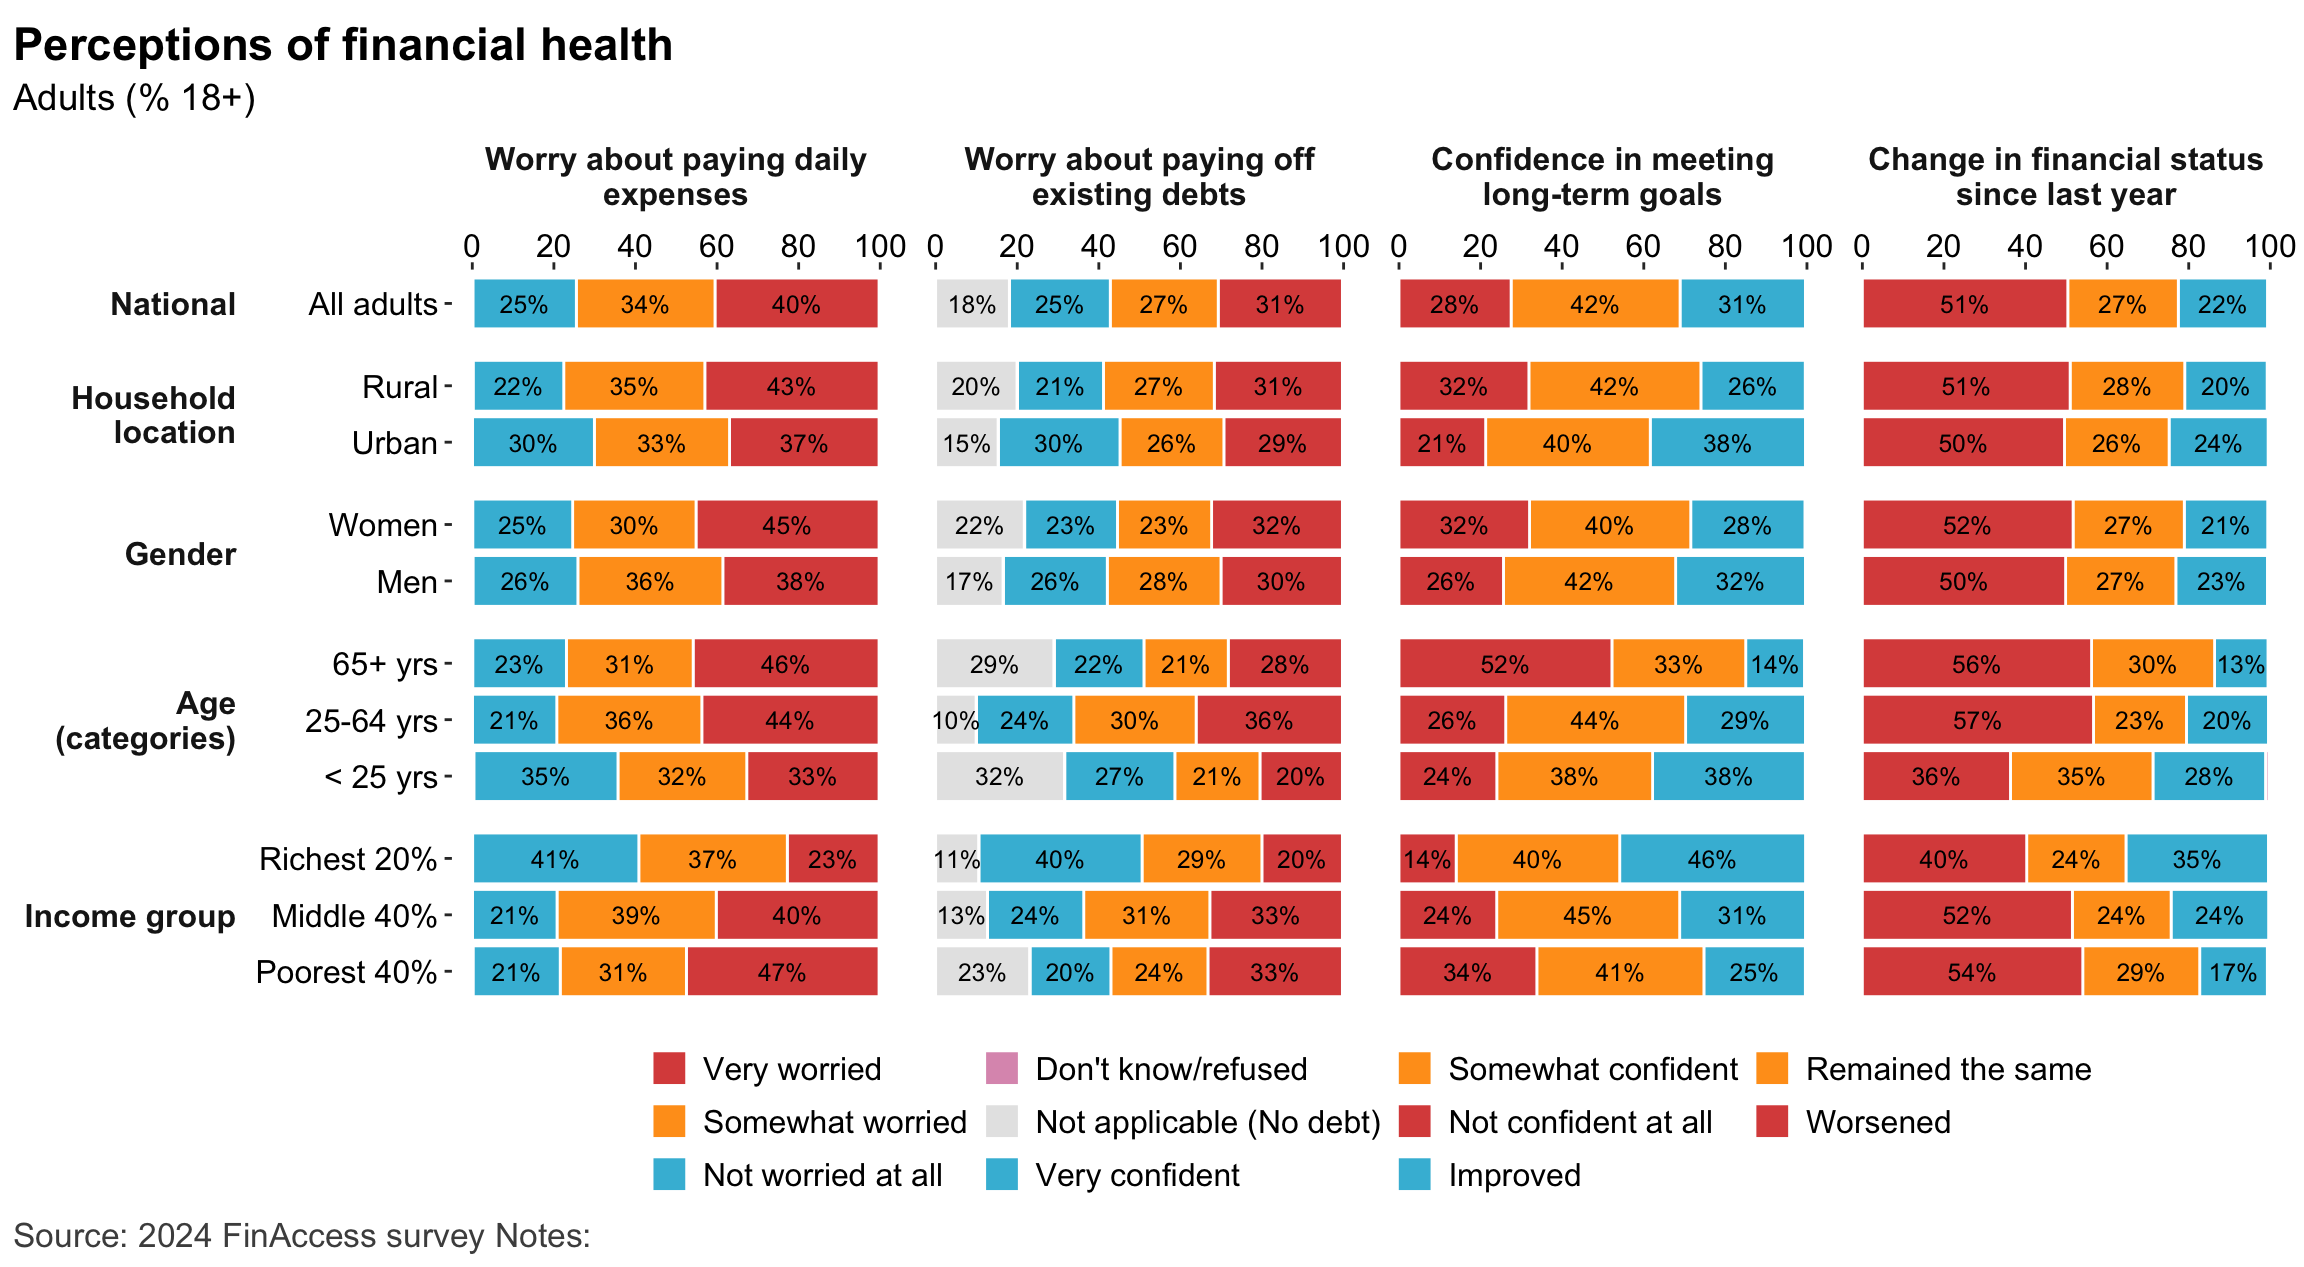 Perceptions of financial health
Adults (% 18+)
Worry about paying daily
expenses
Worry about paying off
existing debts
Confidence in meeting
long-term goals
Change in financial status
since last year
0 20 40 60 80 100 0 20 40 60 80 100 0 20 40 60 80 100 0 20 40 60 80 100
National All adults 25% 34% 40% 18% 25% 27% 31% 28% 42% 31% 51% 27% 22%
Household
location
Rural 22% 35% 43% 20% 21% 27% 31% 32% 42% 26% 51% 28% 20%
Urban 30% 33% 37% 15% 30% 26% 29% 21% 40% 38% 50% 26% 24%
Gender
Women 25% 30% 45% 22% 23% 23% 32% 32% 40% 28% 52% 27% 21%
Men 26% 36% 38% 17% 26% 28% 30% 26% 42% 32% 50% 27% 23%
Age
(categories)
65+ yrs 23% 31% 46% 29% 22% 21% 28% 52% 33% 14% 56% 30% 13%
25-64 yrs 21% 36% 44% 10% 24% 30% 36% 26% 44% 29% 57% 23% 20%
< 25 yrs 35% 32% 33% 32% 27% 21% 20% 24% 38% 38% 36% 35% 28%
Income group
Richest 20% 41% 37% 23% 11% 40% 29% 20% 14% 40% 46% 40% 24% 35%
Middle 40% 21% 39% 40% 13% 24% 31% 33% 24% 45% 31% 52% 24% 24%
Poorest 40% 21% 31% 47% 23% 20% 24% 33% 34% 41% 25% 54% 29% 17%
Very worried Don't know/refused Somewhat confident Remained the same
Somewhat worried Not applicable (No debt) Not confident at all Worsened
Not worried at all Very confident Improved
Source: 2024 FinAccess survey Notes: